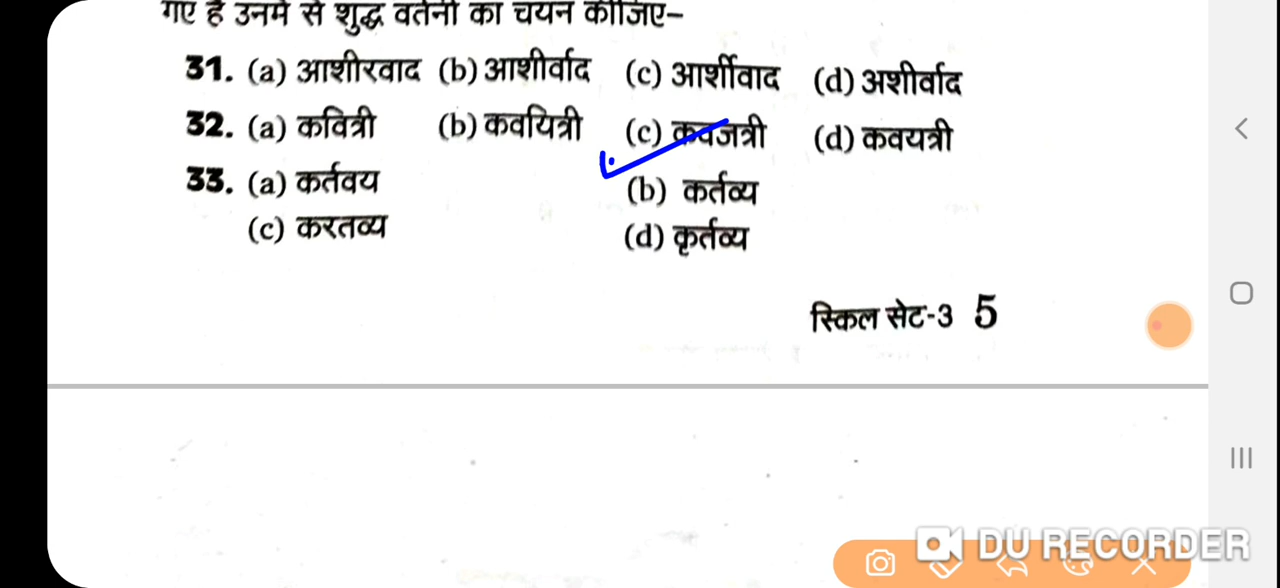 गए हैं उनमें से शुद्ध वर्तनी का चयन कीजिए–
31. (a) आशीरवाद (b) आशीर्वाद (c) आर्शीवाद (d) अशीर्वाद
32. (a) कवित्री (b) कवयित्री (c) कवजत्री (d) कवयत्री
33. (a) कर्तवय (b) कर्तव्य
(c) करतव्य (d) कृर्तव्य
स्किल सेट-3 5
DU RECORDER